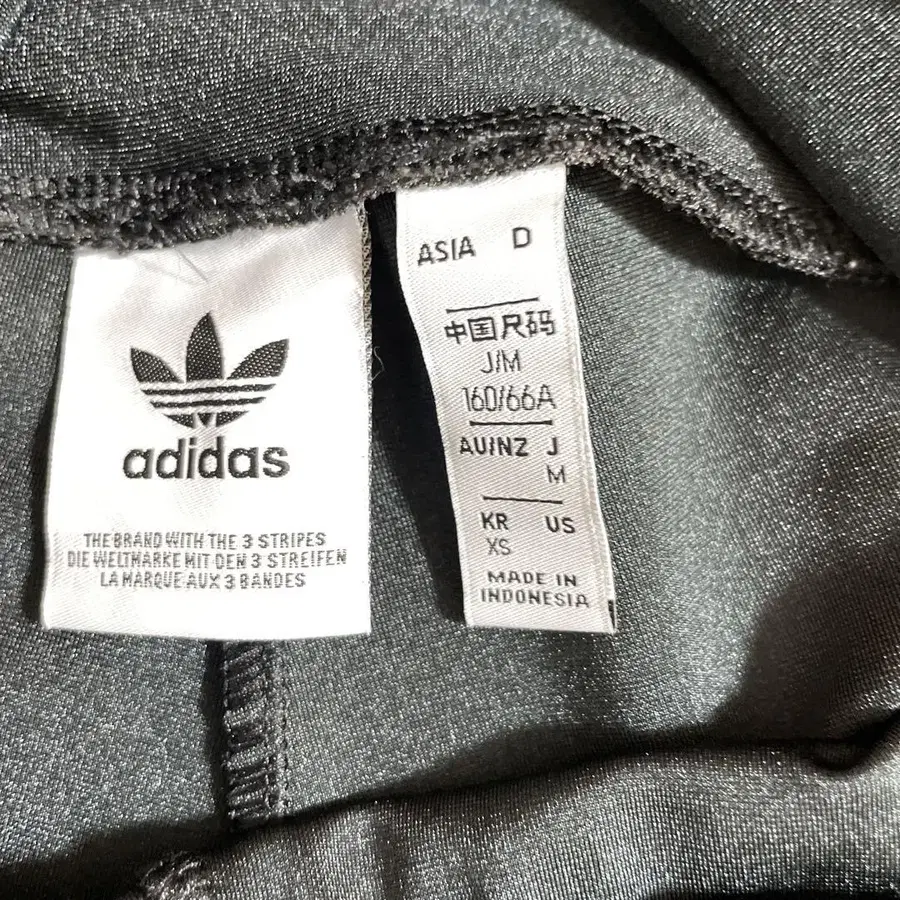 adidas
THE BRAND WITH THE 3 STRIPES
DIE WELTMARKE MIT DEN 3 STREIFEN
LA MARQUE AUX 3 BANDES
ASIA D
中国尺码
J/M
160/66A
AU/NZ J
M
KR US
XS
MADE IN
INDONESIA